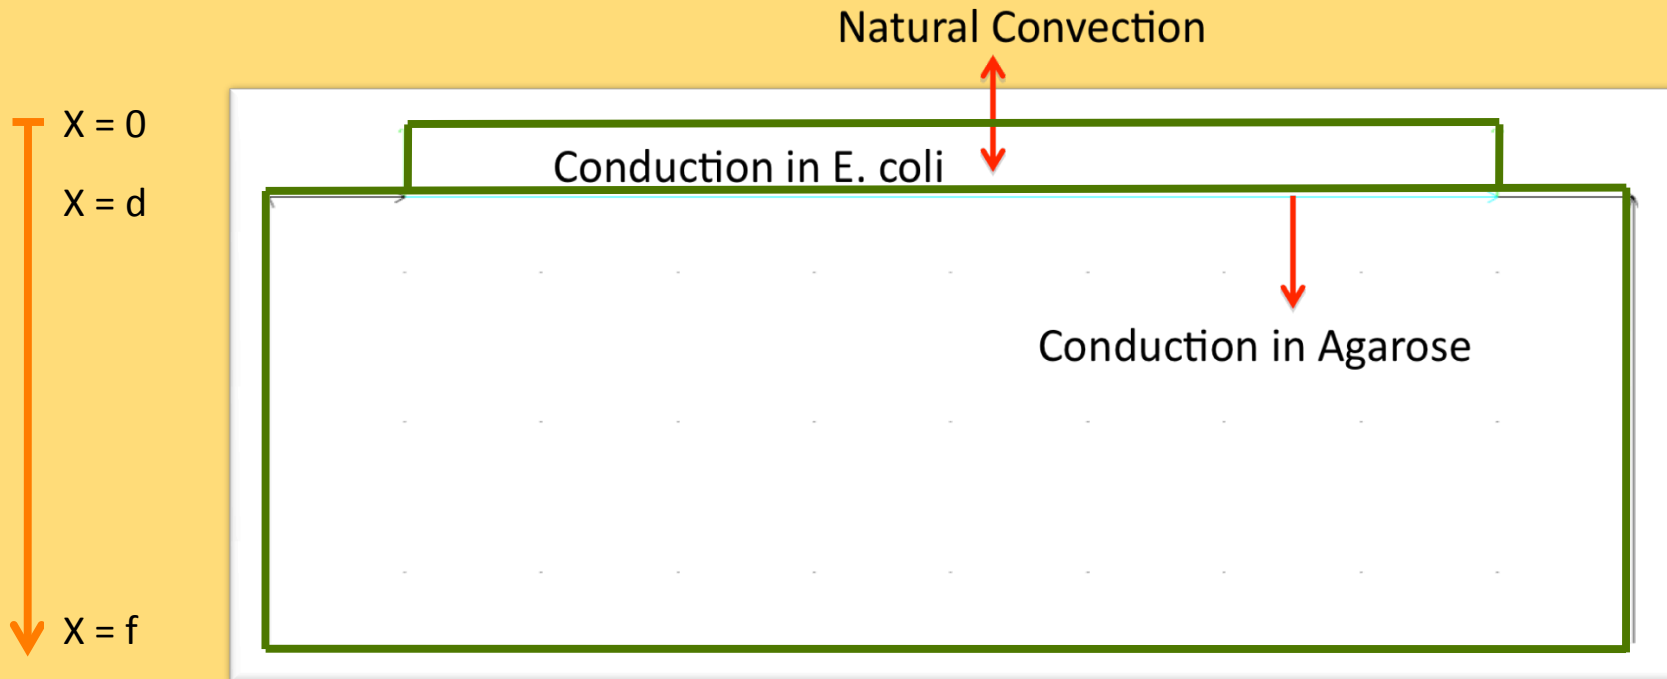 Natural Convection
X = 0
Conduction in E. coli
X = d
Conduction in Agarose
X = f